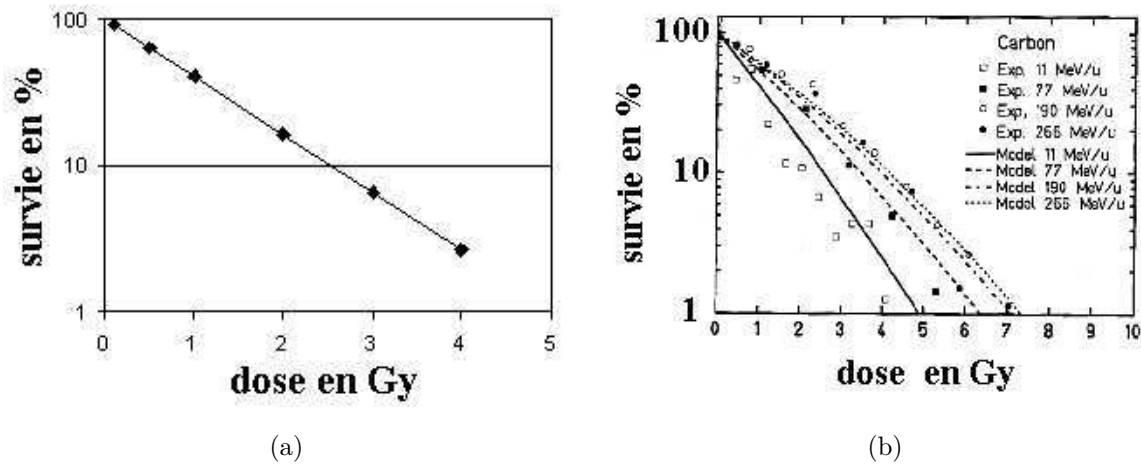 100
10
1
0 1 2 3 4 5
survie en %
dose en Gy
(a)
100
10
1
0 1 2 3 4 5 6 7 8 9 10
survie en %
dose en Gy
Carbon
Exp. 11 MeV/u
Exp. 77 MeV/u
Exp, 190 MeV/u
Exp. 266 MeV/u
Model 11 MeV/u
Model 77 MeV/u
Model 190 MeV/u
Model 266 MeV/u
(b)